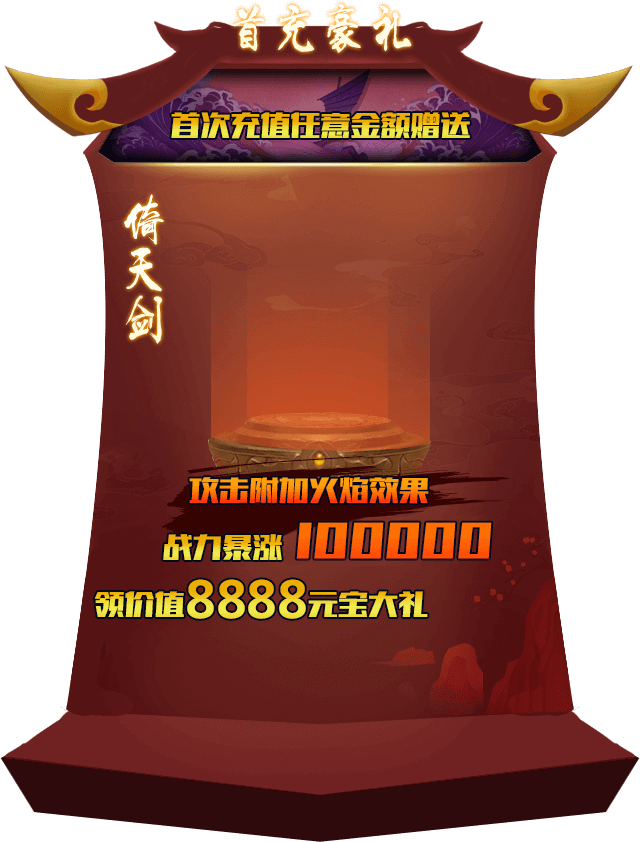 首充豪礼
首次充值任意金额赠送
倚天剑
攻击附加火焰效果
战力暴涨 100000
领价值8888元宝大礼